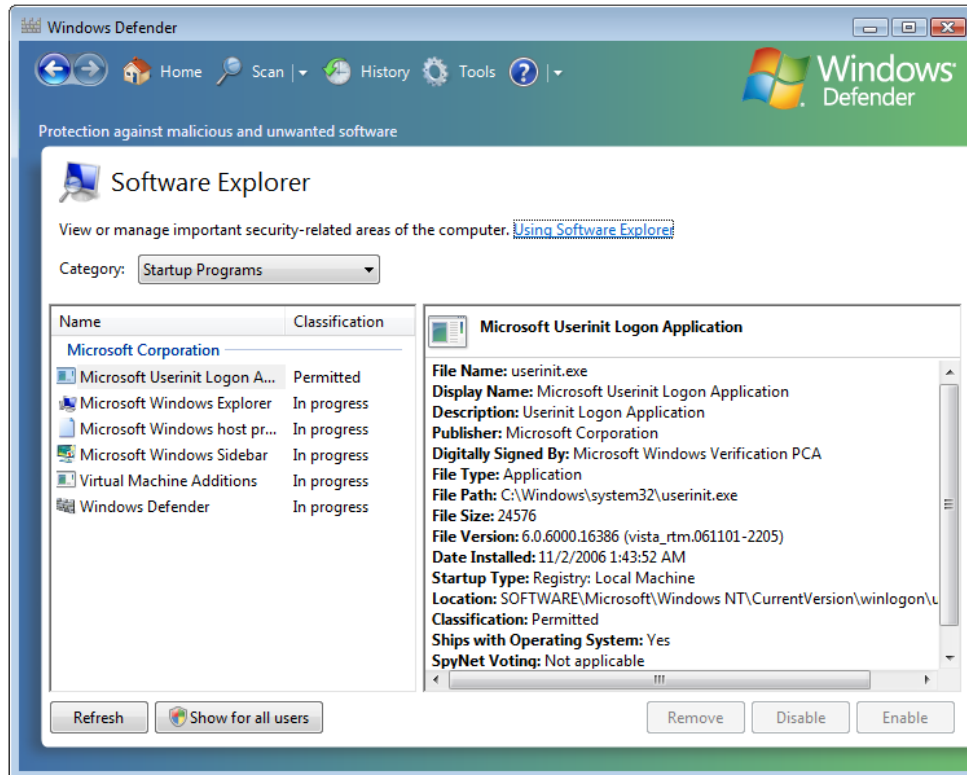 Windows Defender
Home Scan History Tools ?
Windows
Defender
Protection against malicious and unwanted software
Software Explorer
View or manage important security-related areas of the computer. Using Software Explorer
Category: Startup Programs
Name Classification
Microsoft Corporation
Microsoft Userinit Logon A... Permitted
Microsoft Windows Explorer In progress
Microsoft Windows host pr... In progress
Microsoft Windows Sidebar In progress
Virtual Machine Additions In progress
Windows Defender In progress
Microsoft Userinit Logon Application
File Name: userinit.exe
Display Name: Microsoft Userinit Logon Application
Description: Userinit Logon Application
Publisher: Microsoft Corporation
Digitally Signed By: Microsoft Windows Verification PCA
File Type: Application
File Path: C:\Windows\system32\userinit.exe
File Size: 24576
File Version: 6.0.6000.16386 (vista_rtm.061101-2205)
Date Installed: 11/2/2006 1:43:52 AM
Startup Type: Registry: Local Machine
Location: SOFTWARE\Microsoft\Windows NT\CurrentVersion\winlogon\u
Classification: Permitted
Ships with Operating System: Yes
SpyNet Voting: Not applicable
Refresh Show for all users Remove Disable Enable